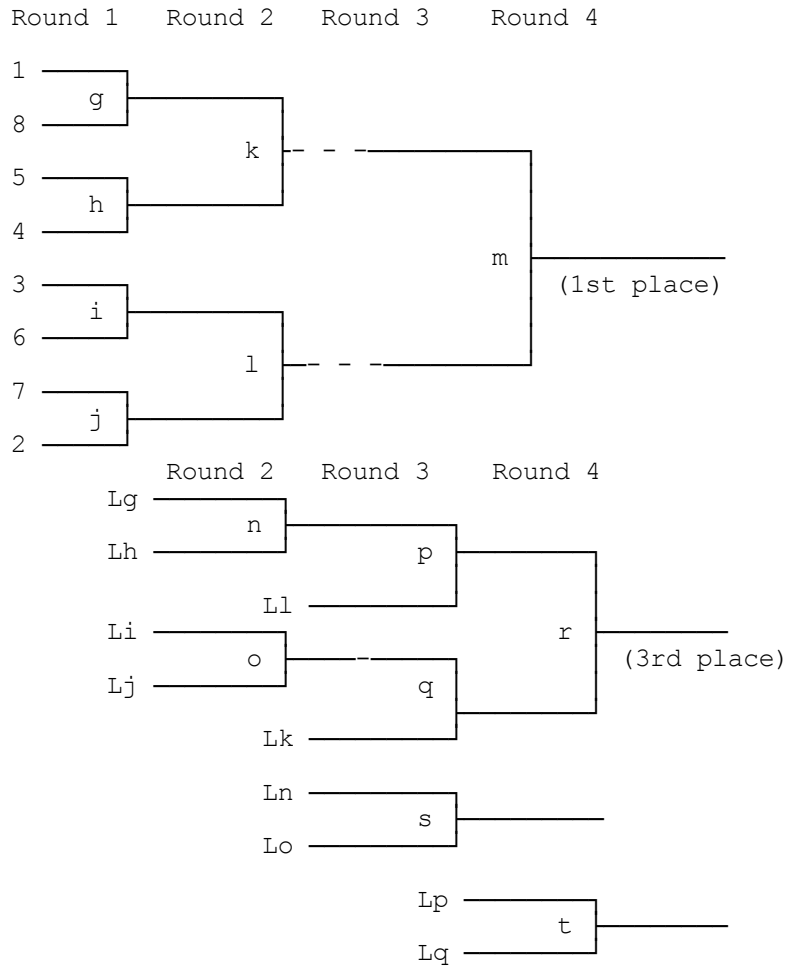 Round 1 Round 2 Round 3 Round 4
1
g
8
k
5
h
4
m
(1st place)
3
i
6
l
7
j
2
Round 2 Round 3 Round 4
Lg
n
Lh
p
Ll
Li
r
o
(3rd place)
Lj
q
Lk
Ln
s
Lo
Lp
t
Lq